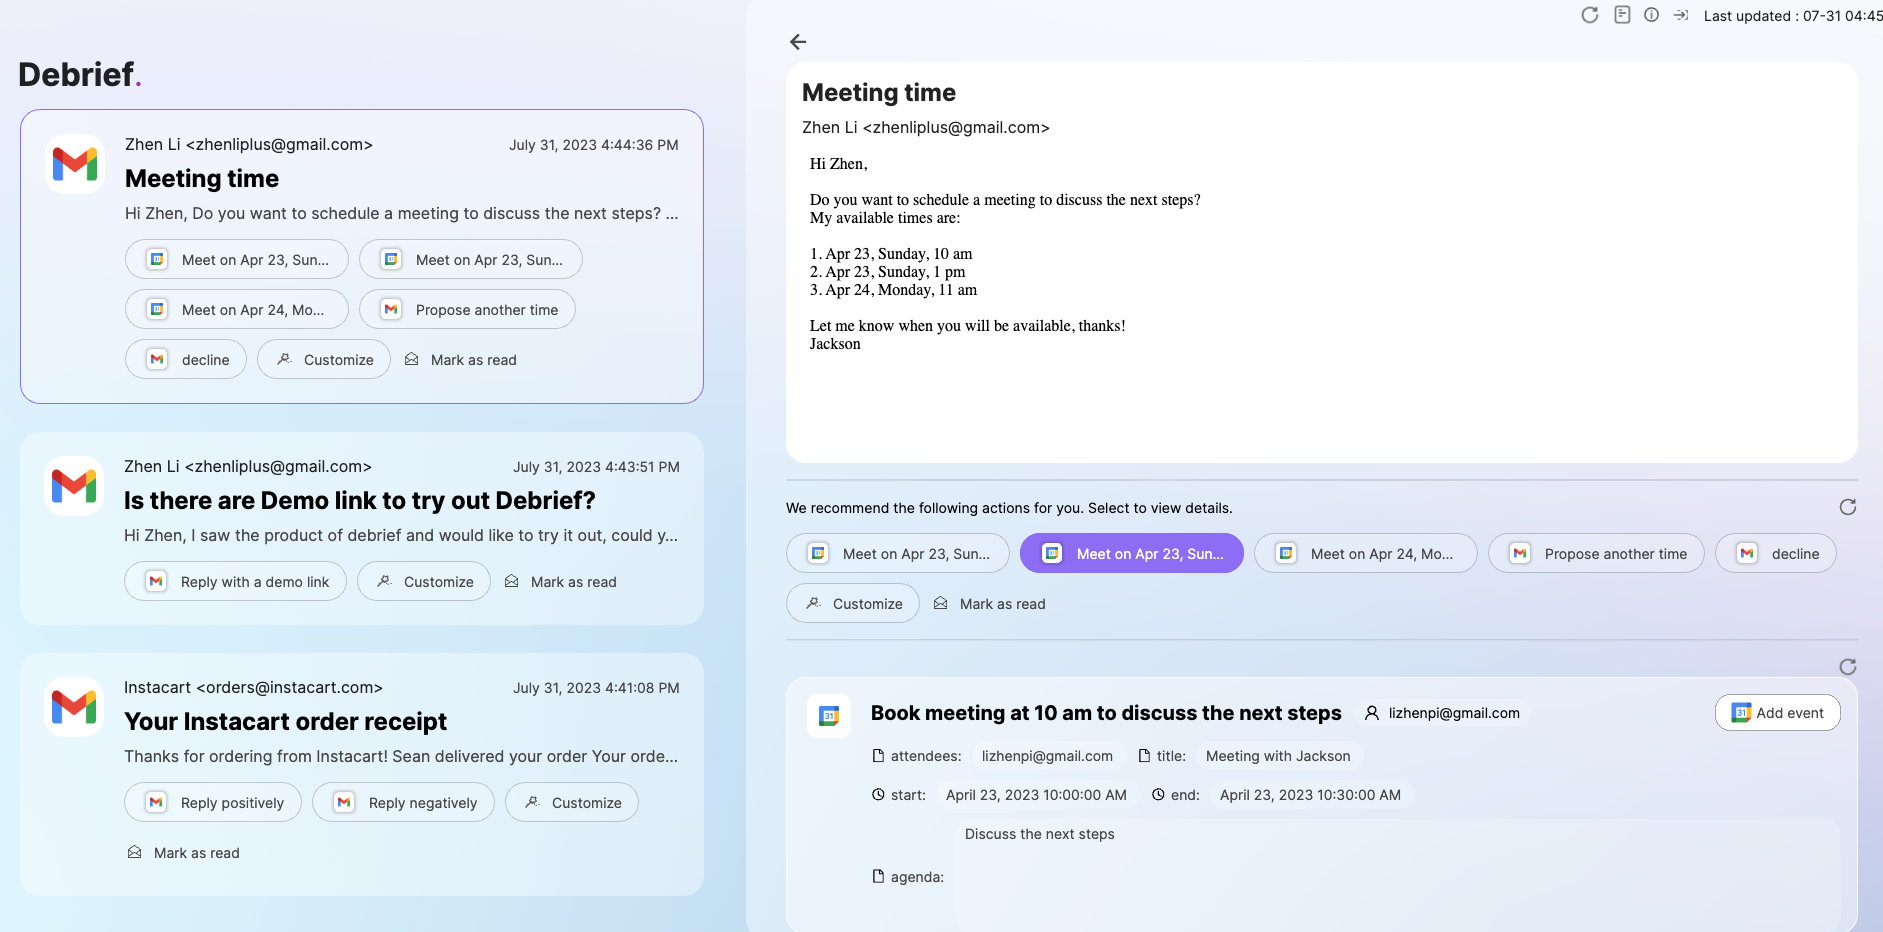 Last updated : 07-31 04:45
Debrief.
Zhen Li <zhenliplus@gmail.com>
July 31, 2023 4:44:36 PM
Meeting time
Hi Zhen, Do you want to schedule a meeting to discuss the next steps? ...
Meet on Apr 23, Sun...
Meet on Apr 23, Sun...
Meet on Apr 24, Mo...
Propose another time
decline
Customize
Mark as read
Zhen Li <zhenliplus@gmail.com>
July 31, 2023 4:43:51 PM
Is there are Demo link to try out Debrief?
Hi Zhen, I saw the product of debrief and would like to try it out, could y...
Reply with a demo link
Customize
Mark as read
Instacart <orders@instacart.com>
July 31, 2023 4:41:08 PM
Your Instacart order receipt
Thanks for ordering from Instacart! Sean delivered your order Your orde...
Reply positively
Reply negatively
Customize
Mark as read
Meeting time
Zhen Li <zhenliplus@gmail.com>
Hi Zhen,
Do you want to schedule a meeting to discuss the next steps?
My available times are:
1. Apr 23, Sunday, 10 am
2. Apr 23, Sunday, 1 pm
3. Apr 24, Monday, 11 am
Let me know when you will be available, thanks!
Jackson
We recommend the following actions for you. Select to view details.
Meet on Apr 23, Sun...
Meet on Apr 23, Sun...
Meet on Apr 24, Mo...
Propose another time
decline
Customize
Mark as read
31
Book meeting at 10 am to discuss the next steps
lizhenpi@gmail.com
31
Add event
attendees:
lizhenpi@gmail.com
title:
Meeting with Jackson
start:
April 23, 2023 10:00:00 AM
end:
April 23, 2023 10:30:00 AM
Discuss the next steps
agenda: